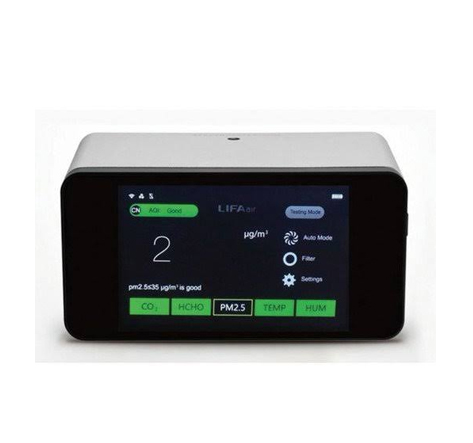 CN AQI: Good
LIFAair
Testing Mode
2
µg/m³
Auto Mode
Filter
Settings
pm2.5≤35 µg/m³ is good
CO₂
HCHO
PM2.5
TEMP
HUM